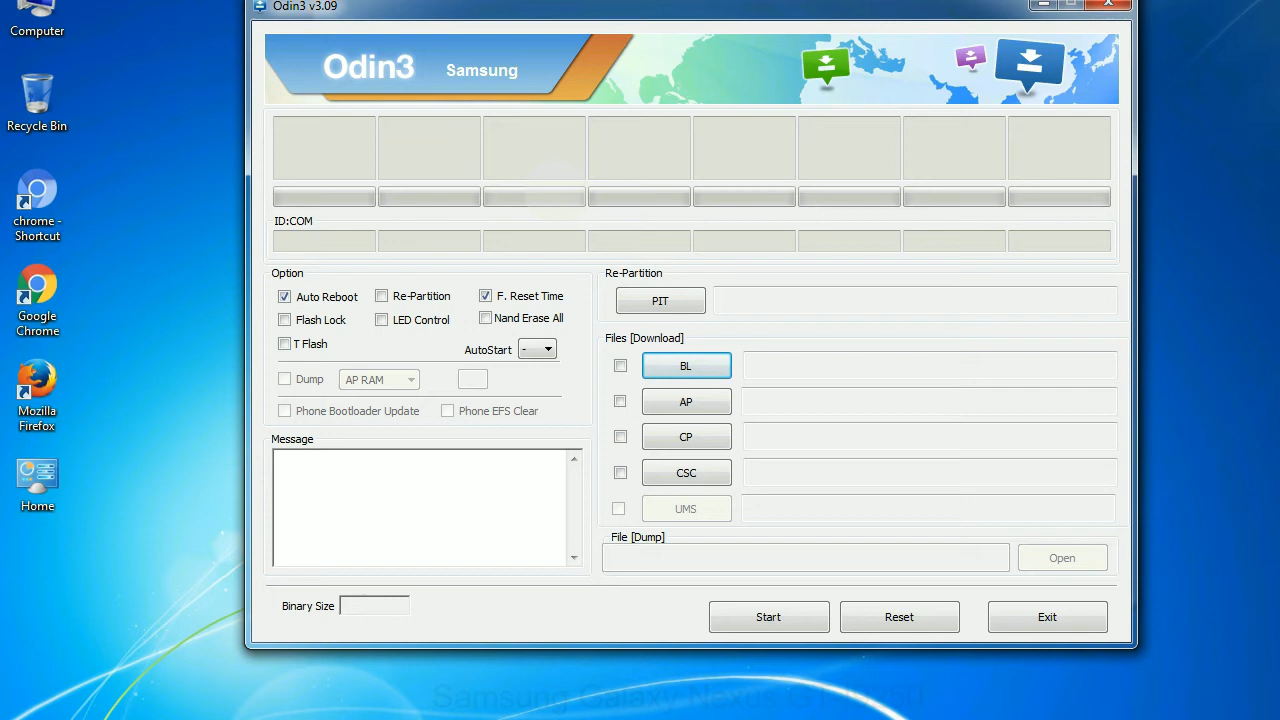 Odin3 v3.09
Computer
Recycle Bin
chrome -
Shortcut
Google
Chrome
Mozilla
Firefox
Home
Odin3 Samsung
ID:COM
Option
Auto Reboot Re-Partition F. Reset Time
Flash Lock LED Control Nand Erase All
T Flash AutoStart -
Dump AP RAM
Phone Bootloader Update Phone EFS Clear
Message
Re-Partition
PIT
Files [Download]
BL
AP
CP
CSC
UMS
File [Dump]
Open
Binary Size
Start Reset Exit
Samsung Galaxy Nexus